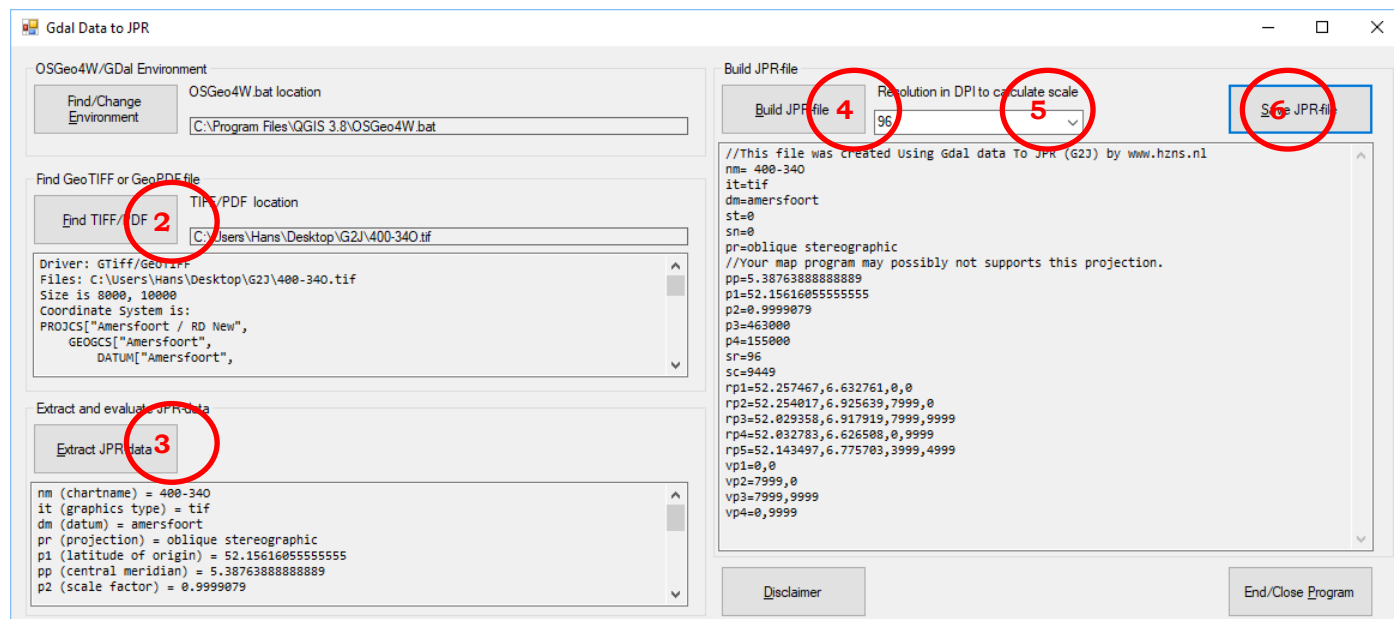 Gdal Data to JPR
OSGeo4W/GDal Environment
Find/Change
Environment
OSGeo4W.bat location
C:\Program Files\QGIS 3.8\OSGeo4W.bat
Find GeoTIFF or GeoPDF file
Find TIFF/PDF
2
TIFF/PDF location
C:\Users\Hans\Desktop\G2J\400-34O.tif
Driver: GTiff/GeoTIFF
Files: C:\Users\Hans\Desktop\G2J\400-34O.tif
Size is 8000, 10000
Coordinate System is:
PROJCS["Amersfoort / RD New",
GEOGCS["Amersfoort",
DATUM["Amersfoort",
Extract and evaluate JPR-data
Extract JPR data
3
nm (chartname) = 400-34O
it (graphics type) = tif
dm (datum) = amersfoort
pr (projection) = oblique stereographic
p1 (latitude of origin) = 52.15616055555555
pp (central meridian) = 5.38763888888889
p2 (scale factor) = 0.9999079
Build JPR-file
Build JPR-file
4
Resolution in DPI to calculate scale
96
5
Save JPR-file
6
//This file was created Using Gdal data To JPR (G2J) by www.hzns.nl
nm= 400-34O
it=tif
dm=amersfoort
st=0
sn=0
pr=oblique stereographic
//Your map program may possibly not supports this projection.
pp=5.38763888888889
p1=52.15616055555555
p2=0.9999079
p3=463000
p4=155000
sr=96
sc=9449
rp1=52.257467,6.632761,0,0
rp2=52.254017,6.925639,7999,0
rp3=52.029358,6.917919,7999,9999
rp4=52.032783,6.626508,0,9999
rp5=52.143497,6.775703,3999,4999
vp1=0,0
vp2=7999,0
vp3=7999,9999
vp4=0,9999
Disclaimer
End/Close Program